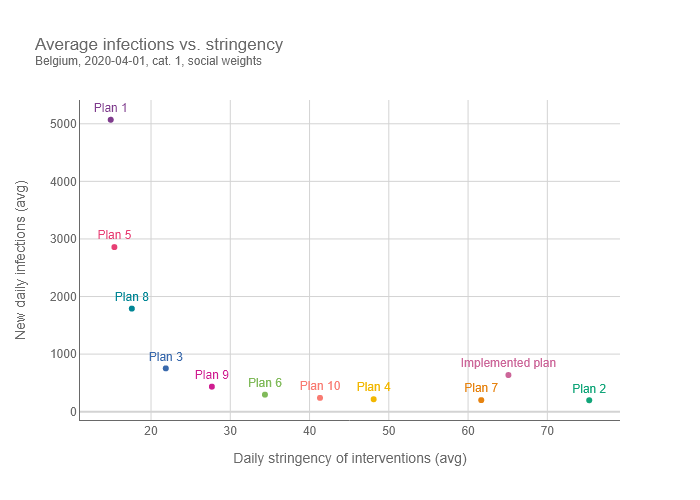 Average infections vs. stringency
Belgium, 2020-04-01, cat. 1, social weights
New daily infections (avg)
5000
4000
3000
2000
1000
0
Plan 1
Plan 5
Plan 8
Plan 3
Plan 9
Plan 6
Plan 10
Plan 4
Implemented plan
Plan 7
Plan 2
20 30 40 50 60 70
Daily stringency of interventions (avg)